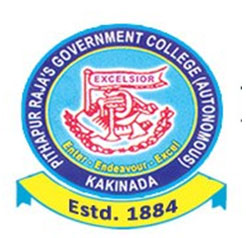 PITHAPUR RAJA'S GOVERNMENT COLLEGE (AUTONOMOUS)
EXCELSIOR
Enter - Endeavour - Excel
KAKINADA
Estd. 1884